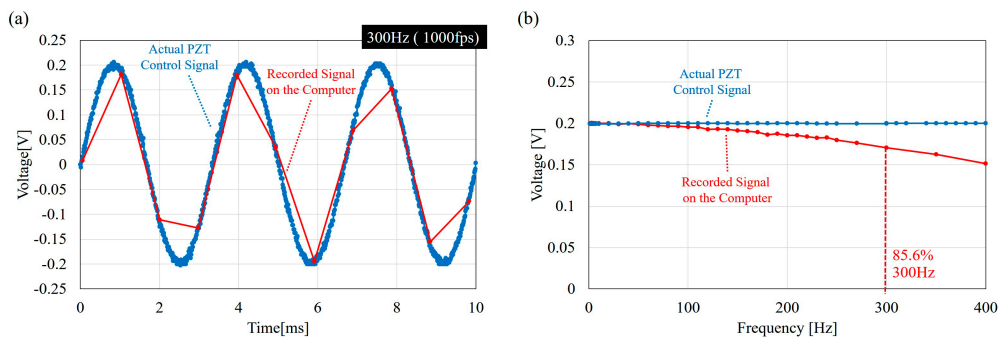 (a)
300Hz ( 1000fps)
Actual PZT
Control Signal
Recorded Signal
on the Computer
Voltage[V]
0.25
0.2
0.15
0.1
0.05
0
-0.05
-0.1
-0.15
-0.2
-0.25
0 2 4 6 8 10
Time[ms]
(b)
Actual PZT
Control Signal
Recorded Signal
on the Computer
85.6%
300Hz
Voltage [V]
0.3
0.25
0.2
0.15
0.1
0.05
0
0 100 200 300 400
Frequency [Hz]